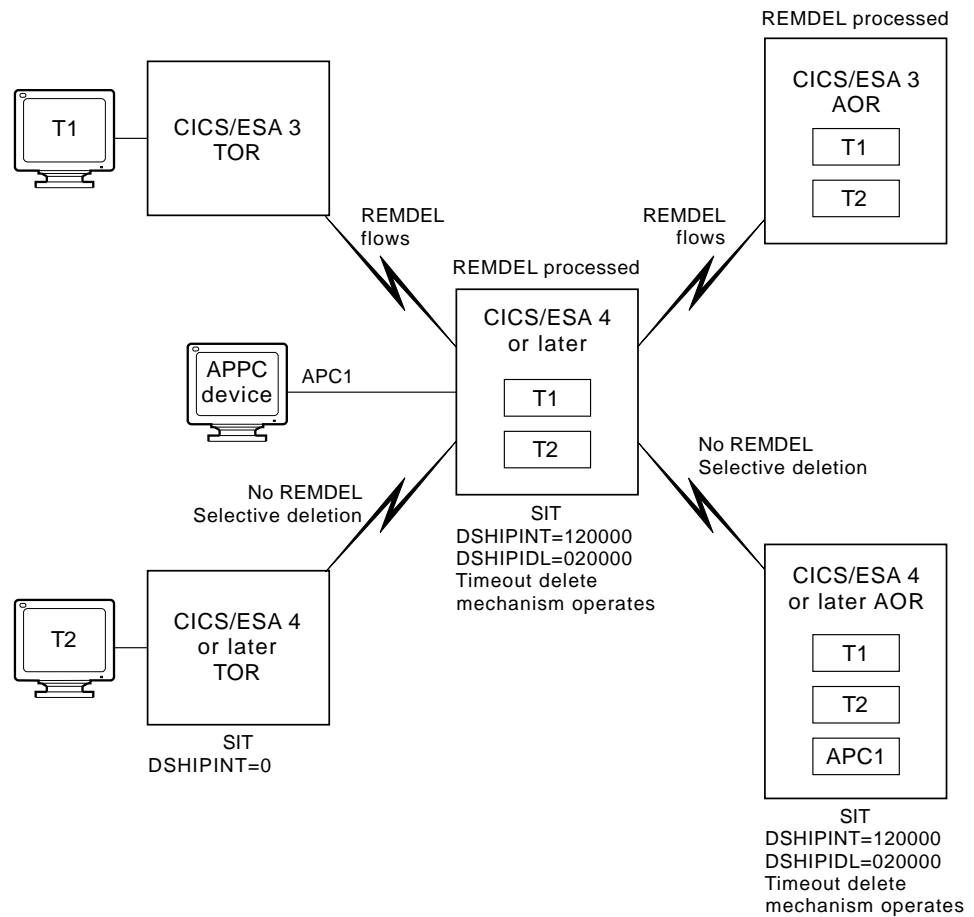 REMDEL processed
T1
CICS/ESA 3
TOR
CICS/ESA 3
AOR
T1
T2
REMDEL
flows
REMDEL
flows
REMDEL processed
CICS/ESA 4
or later
T1
T2
APPC
device
APC1
No REMDEL
Selective deletion
No REMDEL
Selective deletion
SIT
DSHIPINT=120000
DSHIPIDL=020000
Timeout delete
mechanism operates
T2
CICS/ESA 4
or later
TOR
SIT
DSHIPINT=0
CICS/ESA 4
or later AOR
T1
T2
APC1
SIT
DSHIPINT=120000
DSHIPIDL=020000
Timeout delete
mechanism operates